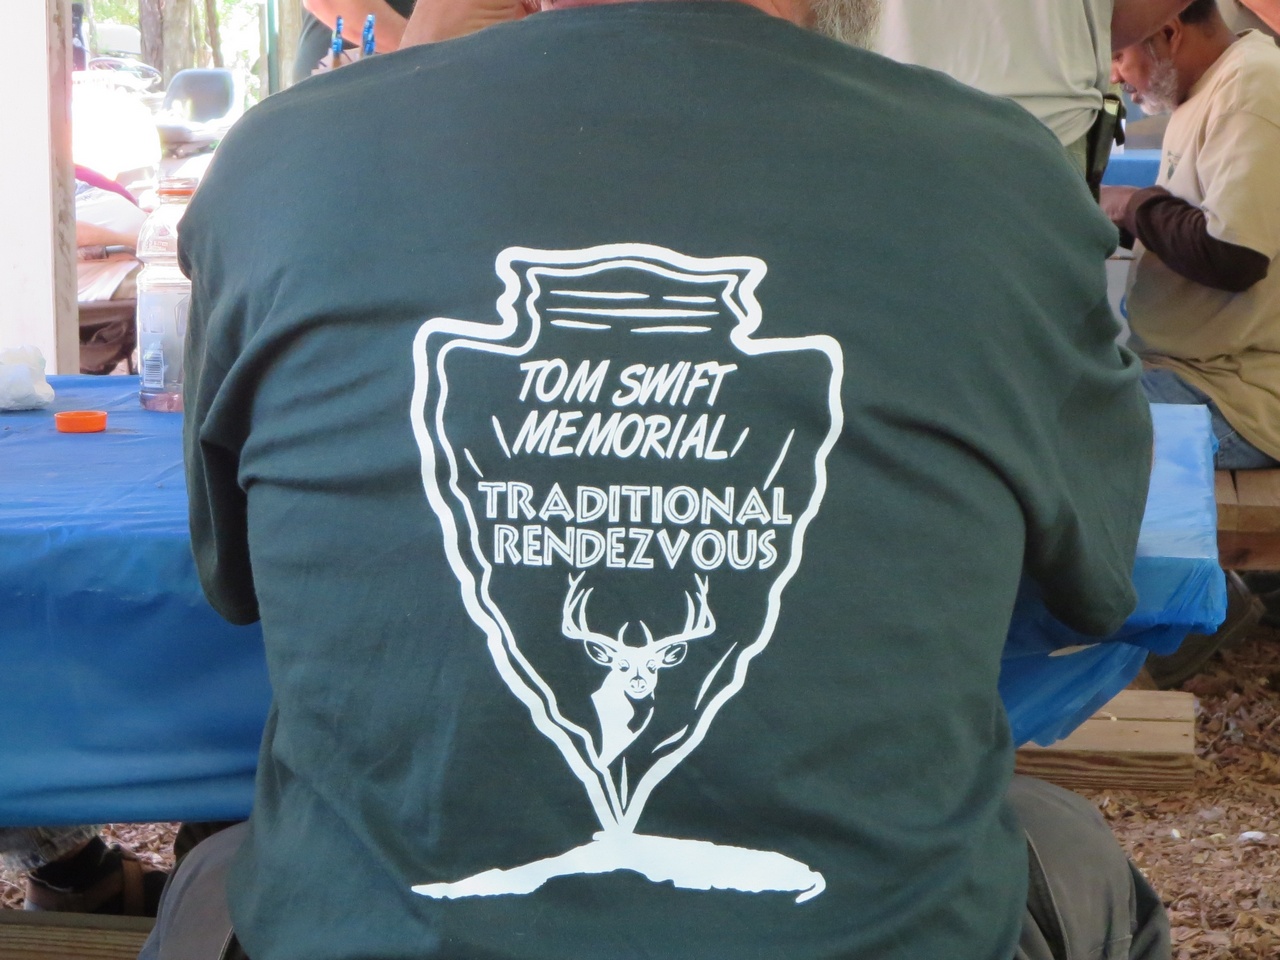 TOM SWIFT
MEMORIAL
TRADITIONAL
RENDEZVOUS